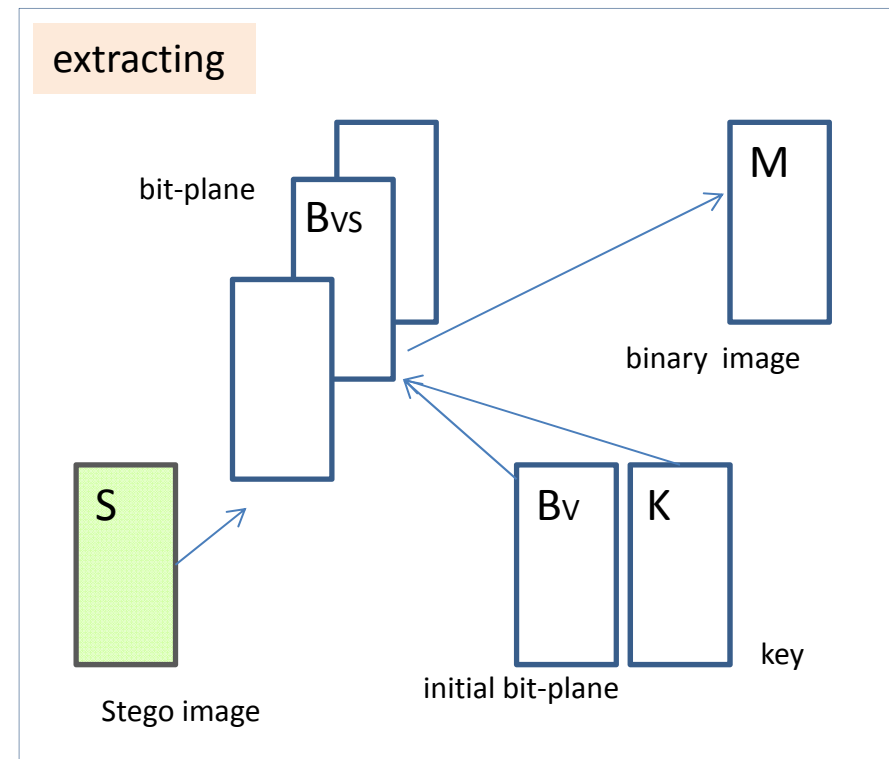 extracting
bit-plane
BVS
M
binary image
S
BV
K
key
initial bit-plane
Stego image